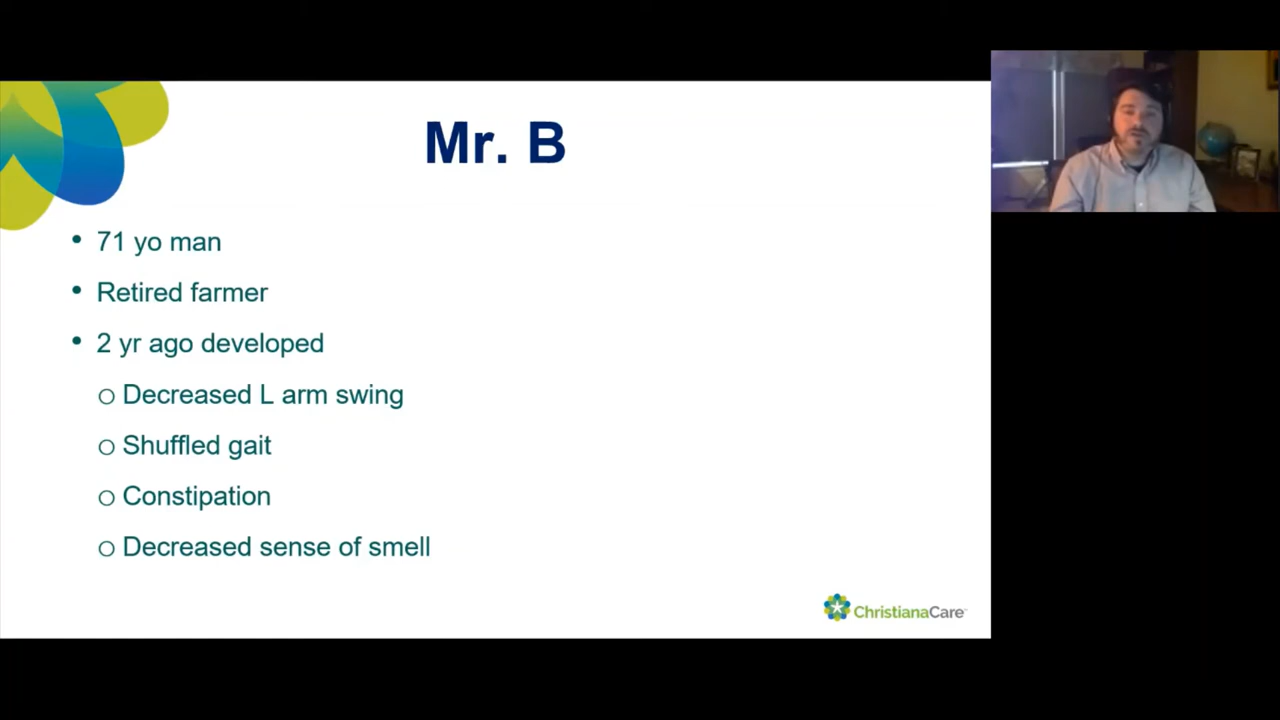 Mr. B
• 71 yo man
• Retired farmer
• 2 yr ago developed
o Decreased L arm swing
o Shuffled gait
o Constipation
o Decreased sense of smell
ChristianaCare™